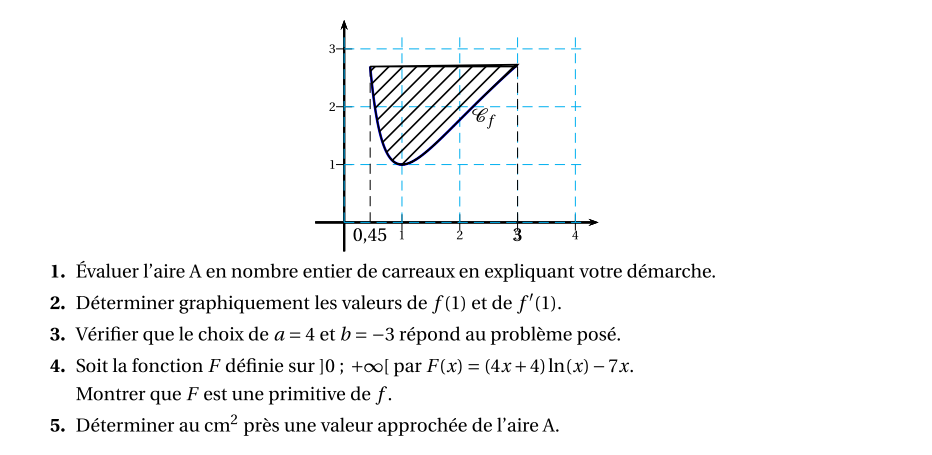 3
2
𝒞f
1
0,45 1 2 3 4
1. Évaluer l'aire A en nombre entier de carreaux en expliquant votre démarche.
2. Déterminer graphiquement les valeurs de f(1) et de f′(1).
3. Vérifier que le choix de a = 4 et b = −3 répond au problème posé.
4. Soit la fonction F définie sur ]0 ; +∞[ par F(x) = (4x + 4) ln(x) − 7x.
Montrer que F est une primitive de f.
5. Déterminer au cm² près une valeur approchée de l'aire A.